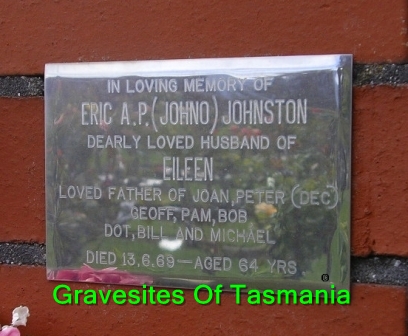 IN LOVING MEMORY OF
ERIC A.P. (JOHNO) JOHNSTON
DEARLY LOVED HUSBAND OF
EILEEN
LOVED FATHER OF JOAN, PETER (DEC)
GEOFF, PAM, BOB
DOT, BILL AND MICHAEL
DIED 13.6.69 — AGED 64 YRS
Gravesites Of Tasmania